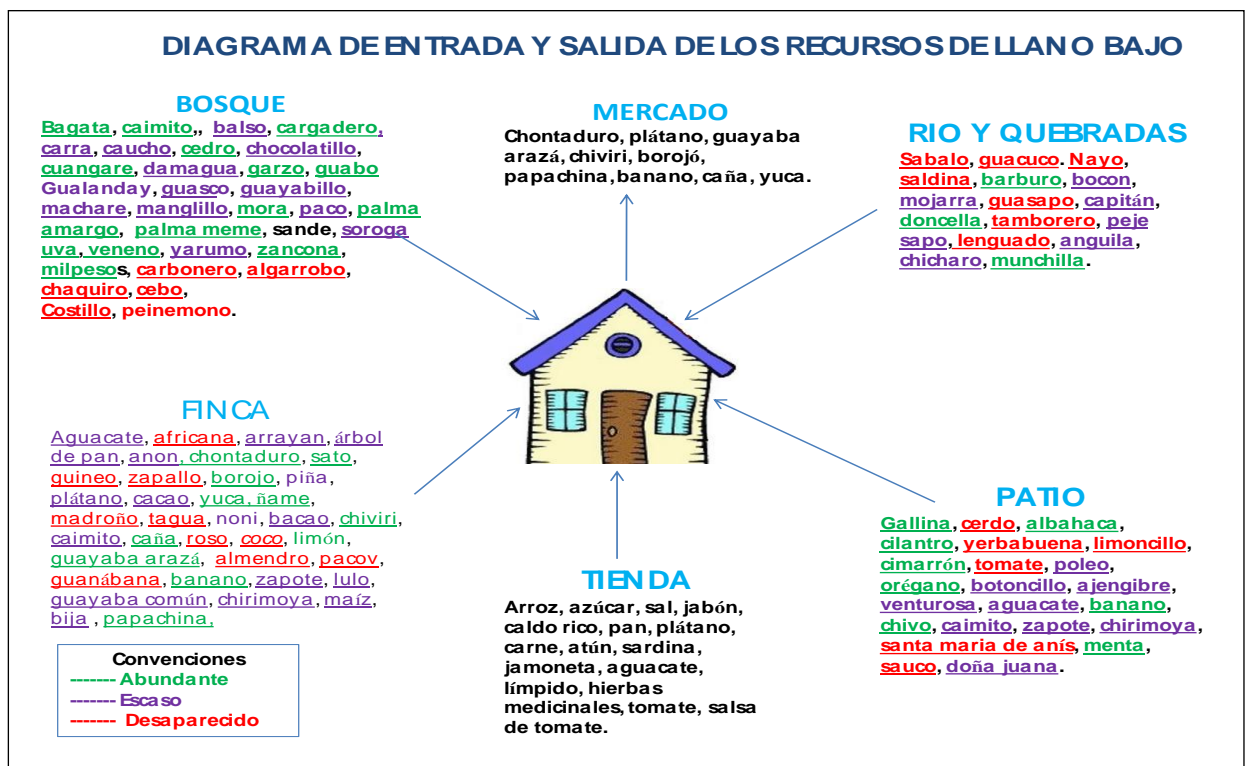 DIAGRAMA DE ENTRADA Y SALIDA DE LOS RECURSOS DE LLANO BAJO
BOSQUE
Bagata, caimito,, balso, cargadero,
carra, caucho, cedro, chocolatillo,
cuangare, damagua, garzo, guabo
Gualanday, guasco, guayabillo,
machare, manglillo, mora, paco, palma
amargo, palma meme, sande, soroga
uva, veneno, yarumo, zancona,
milpesos, carbonero, algarrobo,
chaquiro, cebo,
Costillo, peinemono.
MERCADO
Chontaduro, plátano, guayaba
arazá, chiviri, borojó,
papachina, banano, caña, yuca.
RIO Y QUEBRADAS
Sabalo, guacuco. Nayo,
saldina, barburo, bocon,
mojarra, guasapo, capitán,
doncella, tamborero, peje
sapo, lenguado, anguila,
chicharo, munchilla.
FINCA
Aguacate, africana, arrayan, árbol
de pan, anon, chontaduro, sato,
guineo, zapallo, borojo, piña,
plátano, cacao, yuca, ñame,
madroño, tagua, noni, bacao, chiviri,
caimito, caña, roso, coco, limón,
guayaba arazá, almendro, pacov,
guanábana, banano, zapote, lulo,
guayaba común, chirimoya, maíz,
bija , papachina,
Convenciones
------- Abundante
------- Escaso
------- Desaparecido
TIENDA
Arroz, azúcar, sal, jabón,
caldo rico, pan, plátano,
carne, atún, sardina,
jamoneta, aguacate,
límpido, hierbas
medicinales, tomate, salsa
de tomate.
PATIO
Gallina, cerdo, albahaca,
cilantro, yerbabuena, limoncillo,
cimarrón, tomate, poleo,
orégano, botoncillo, ajengibre,
venturosa, aguacate, banano,
chivo, caimito, zapote, chirimoya,
santa maria de anís, menta,
sauco, doña juana.